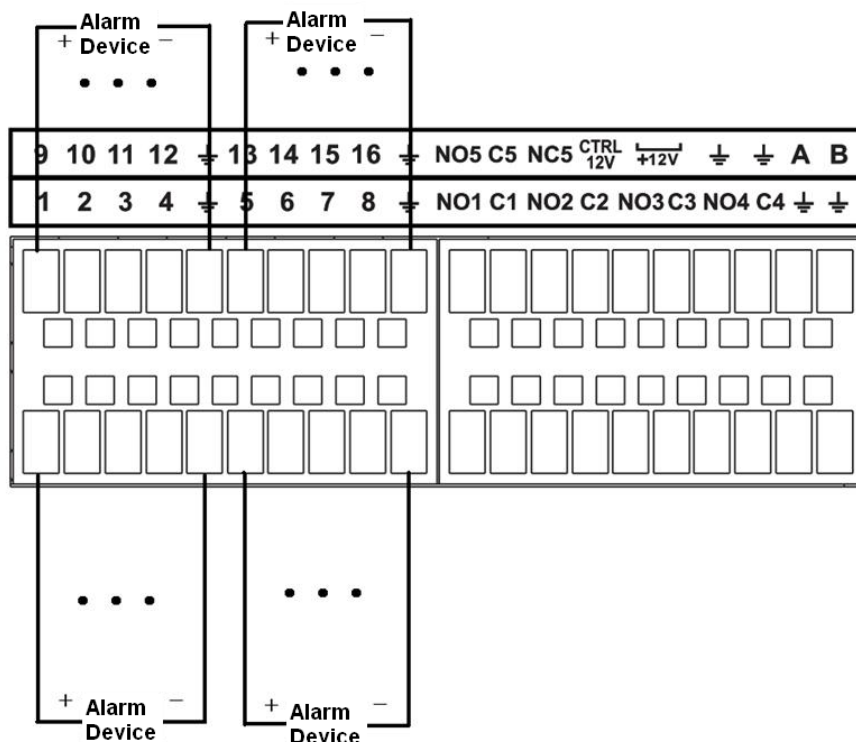 Alarm
+ Device −
Alarm
+ Device −
9 10 11 12 ⏚ 13 14 15 16 ⏚ NO5 C5 NC5 CTRL 12V +12V ⏚ ⏚ A B
1 2 3 4 ⏚ 5 6 7 8 ⏚ NO1 C1 NO2 C2 NO3 C3 NO4 C4 ⏚ ⏚
+ Alarm −
Device
+ Alarm −
Device